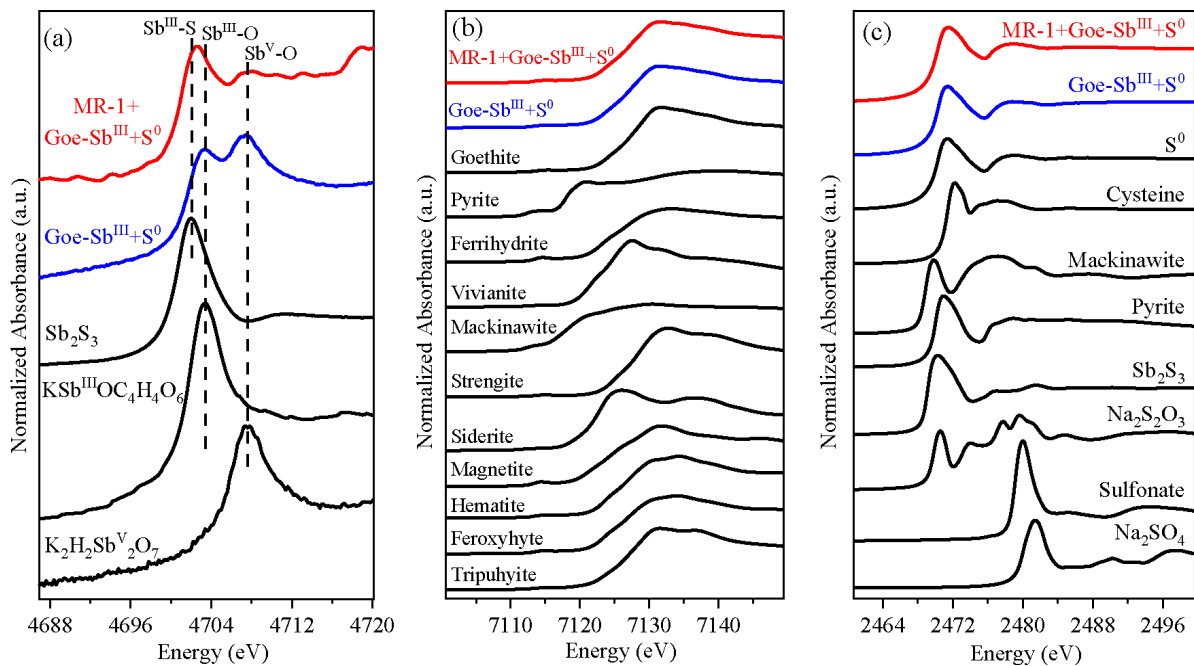 (a)
Sb^III-S
Sb^III-O
Sb^V-O
MR-1+
Goe-Sb^III+S^0
Goe-Sb^III+S^0
Sb₂S₃
KSb^IIIOC₄H₄O₆
K₂H₂Sb^V₂O₇
Normalized Absorbance (a.u.)
4688 4696 4704 4712 4720
Energy (eV)
(b)
MR-1+Goe-Sb^III+S^0
Goe-Sb^III+S^0
Goethite
Pyrite
Ferrihydrite
Vivianite
Mackinawite
Strengite
Siderite
Magnetite
Hematite
Feroxyhyte
Tripuhyite
Normalized Absorbance (a.u.)
7110 7120 7130 7140
Energy (eV)
(c)
MR-1+Goe-Sb^III+S^0
Goe-Sb^III+S^0
S^0
Cysteine
Mackinawite
Pyrite
Sb₂S₃
Na₂S₂O₃
Sulfonate
Na₂SO₄
Normalized Absorbance (a.u.)
2464 2472 2480 2488 2496
Energy (eV)